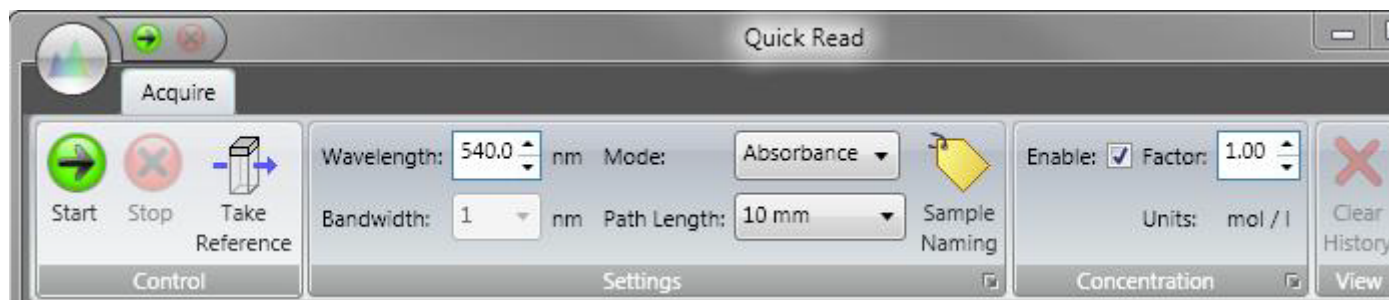 Quick Read
Acquire
Wavelength: 540.0 nm Mode: Absorbance Enable: Factor: 1.00
Start Stop Take Reference Bandwidth: 1 nm Path Length: 10 mm Sample Naming Units: mol / l Clear History
Control Settings Concentration View